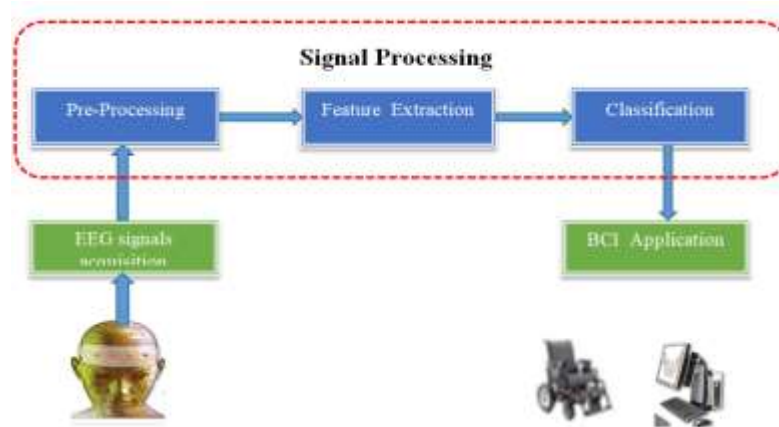 Signal Processing
Pre-Processing
Feature Extraction
Classification
EEG signals
acquisition
BCI Application